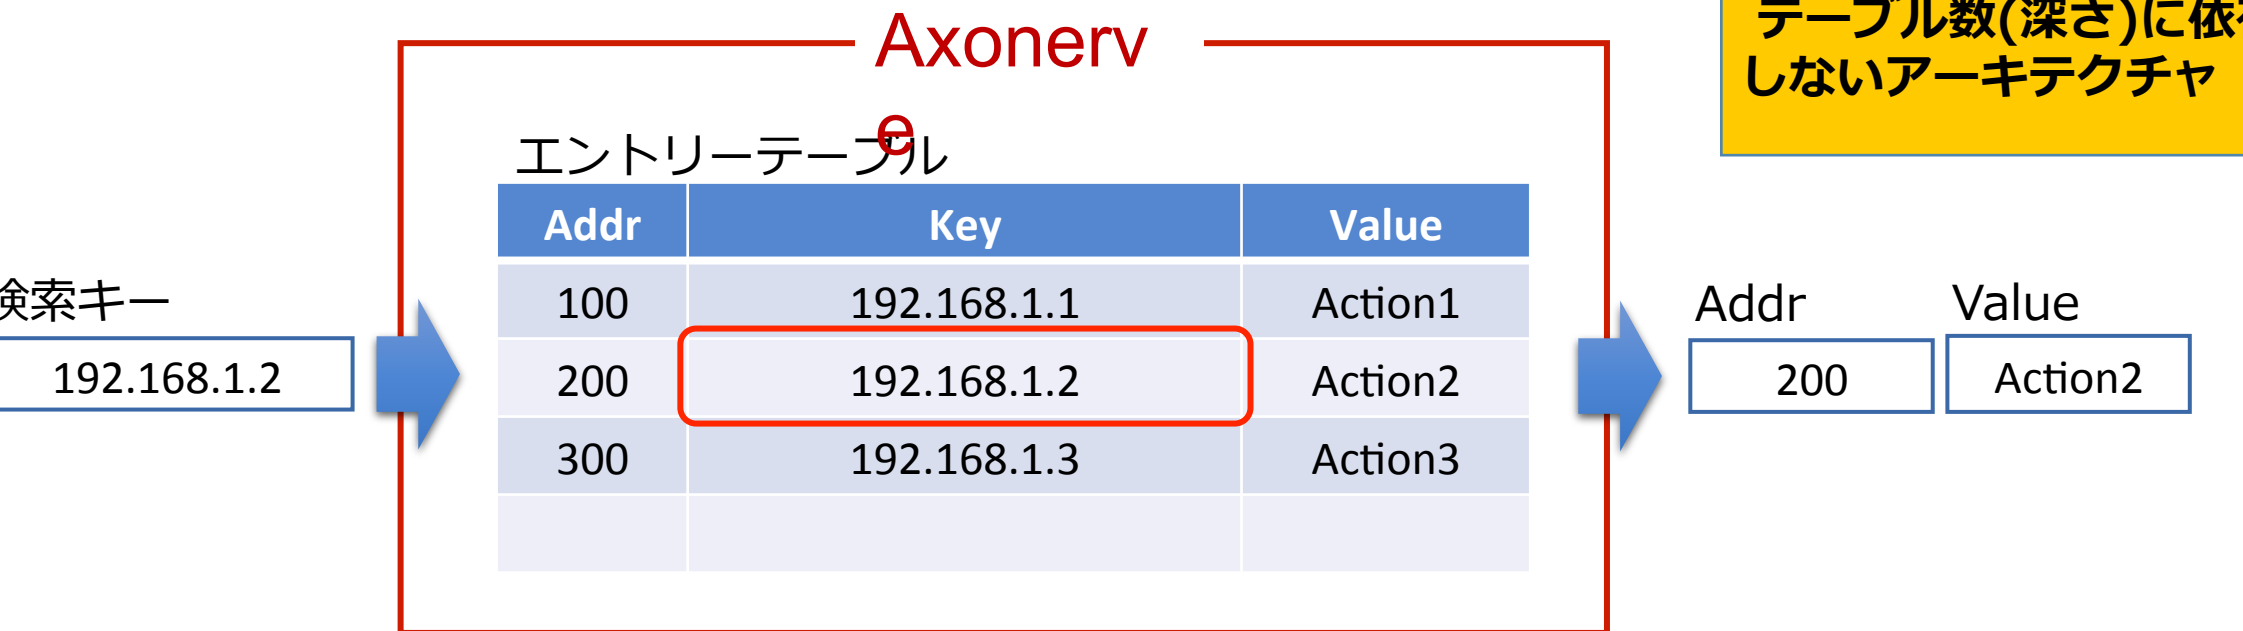 Axonerv
e
テーブル数(深さ)に依
しないアーキテクチャ
エントリーテーブル
Addr Key Value
100 192.168.1.1 Action1
200 192.168.1.2 Action2
300 192.168.1.3 Action3
検索キー
192.168.1.2
Addr Value
200 Action2